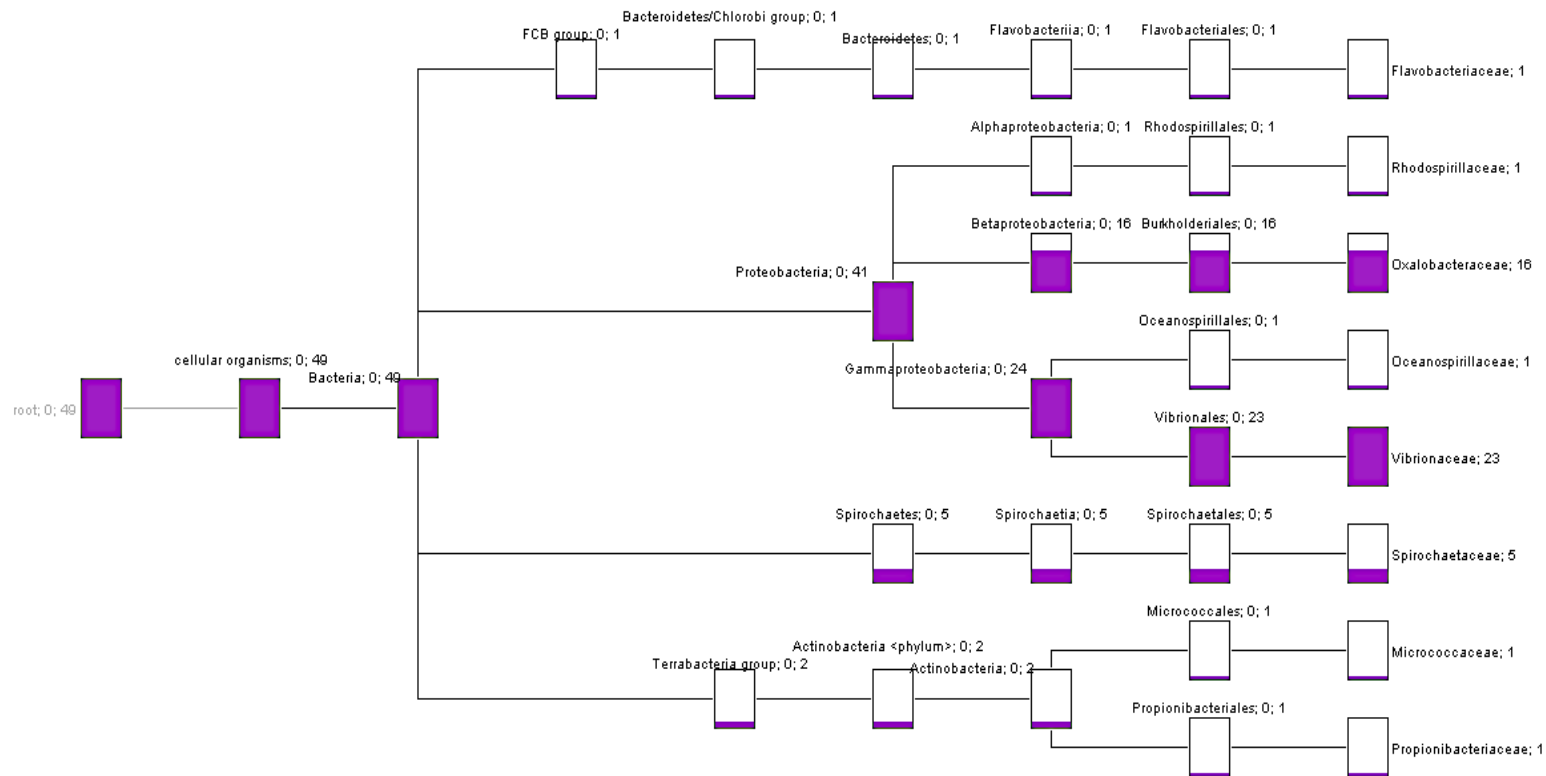 Bacteroidetes/Chlorobi group; 0; 1
FCB group; 0; 1
Bacteroidetes; 0; 1
Flavobacteriia; 0; 1
Flavobacteriales; 0; 1
Flavobacteriaceae; 1
Alphaproteobacteria; 0; 1
Rhodospirillales; 0; 1
Rhodospirillaceae; 1
Betaproteobacteria; 0; 16
Burkholderiales; 0; 16
Oxalobacteraceae; 16
Proteobacteria; 0; 41
Oceanospirillales; 0; 1
Oceanospirillaceae; 1
cellular organisms; 0; 49
Bacteria; 0; 49
root; 0; 49
Gammaproteobacteria; 0; 24
Vibrionales; 0; 23
Vibrionaceae; 23
Spirochaetes; 0; 5
Spirochaetia; 0; 5
Spirochaetales; 0; 5
Spirochaetaceae; 5
Micrococcales; 0; 1
Micrococcaceae; 1
Actinobacteria <phylum>; 0; 2
Terrabacteria group; 0; 2
Actinobacteria; 0; 2
Propionibacteriales; 0; 1
Propionibacteriaceae; 1